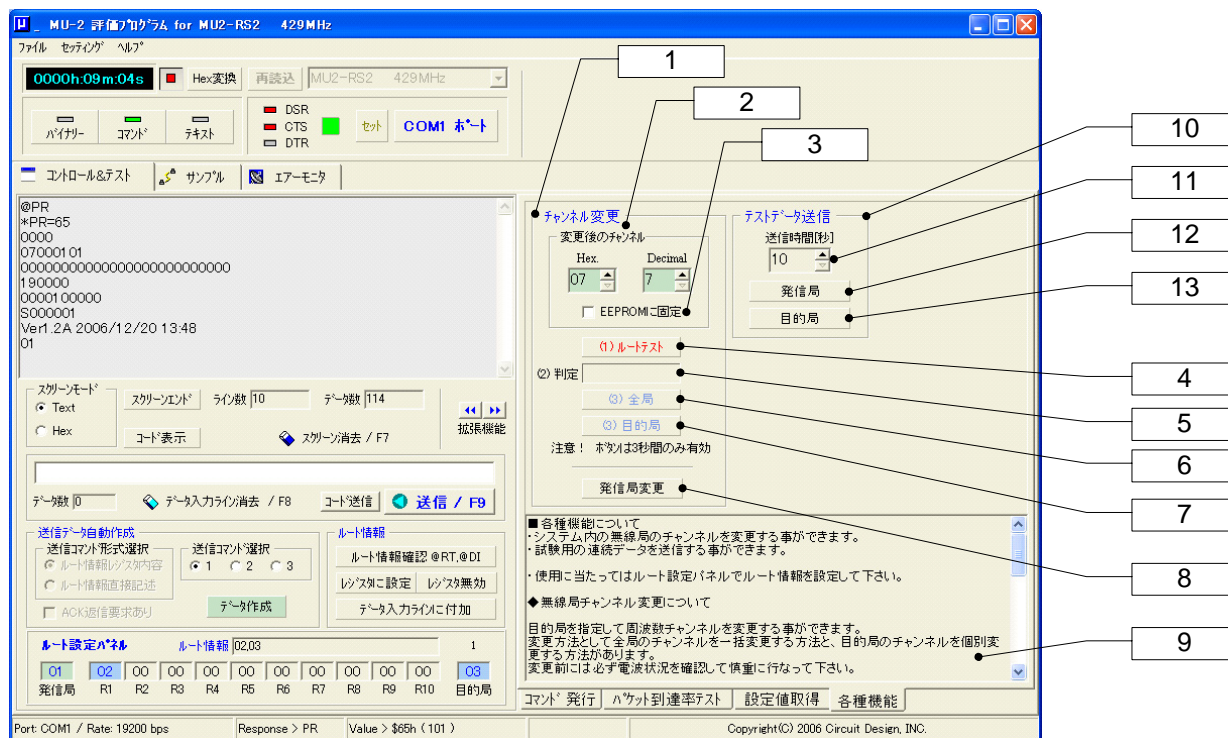 μ _ MU-2 評価ﾌﾟﾛｸﾞﾗﾑ for MU2-RS2 429MHz
ﾌｧｲﾙ ｾｯﾃｨﾝｸﾞ ﾍﾙﾌﾟ
0000h:09m:04s Hex変換 再読込 MU2-RS2 429MHz
ﾊﾞｲﾅﾘｰ ｺﾏﾝﾄﾞ ﾃｷｽﾄ
DSR
CTS
DTR
ｾｯﾄ COM1 ﾎﾟｰﾄ
ｺﾝﾄﾛｰﾙ&ﾃｽﾄ ｻﾝﾌﾟﾙ ｴｱｰﾓﾆﾀ
@PR
*PR=65
0000
07000101
0000000000000000000000000000
190000
0000100000
S000001
Ver1.2A 2006/12/20 13:48
01
ｽｸﾘｰﾝﾓｰﾄﾞ
Text
Hex
ｽｸﾘｰﾝｴﾝﾄﾞ ﾗｲﾝ数 10 ﾃﾞｰﾀ数 114
ｺｰﾄﾞ表示 ｽｸﾘｰﾝ消去 / F7
拡張機能
ﾃﾞｰﾀ数 0 ﾃﾞｰﾀ入力ﾗｲﾝ消去 / F8 ｺｰﾄﾞ送信 送信 / F9
送信ﾃﾞｰﾀ自動作成
送信ｺﾏﾝﾄﾞ形式選択
ﾙｰﾄ情報ﾚｼﾞｽﾀ内容
ﾙｰﾄ情報直接記述
送信ｺﾏﾝﾄﾞ選択
1 2 3
ACK返信要求あり
ﾃﾞｰﾀ作成
ﾙｰﾄ情報
ﾙｰﾄ情報確認 @RT,@DI
ﾚｼﾞｽﾀに設定 ﾚｼﾞｽﾀ無効
ﾃﾞｰﾀ入力ﾗｲﾝに付加
ﾙｰﾄ設定ﾊﾟﾈﾙ ﾙｰﾄ情報 02,03 1
01 02 00 00 00 00 00 00 00 00 00 03
発信局 R1 R2 R3 R4 R5 R6 R7 R8 R9 R10 目的局
ﾁｬﾝﾈﾙ変更
変更後のﾁｬﾝﾈﾙ
Hex. Decimal
07 7
EEPROMに固定
(1) ﾙｰﾄﾃｽﾄ
(2) 判定
(3) 全局
(3) 目的局
注意！ ﾎﾞﾀﾝは3秒間のみ有効
発信局変更
ﾃｽﾄﾃﾞｰﾀ送信
送信時間[秒]
10
発信局
目的局
■各種機能について
・システム内の無線局のチャンネルを変更する事ができます。
・試験用の連続データを送信する事ができます。
・使用に当たってはルート設定パネルでルート情報を設定して下さい。
◆無線局チャンネル変更について
目的局を指定して周波数チャンネルを変更する事ができます。
変更方法として全局のチャンネルを一括変更する方法と、目的局のチャンネルを個別変
更する方法があります。
変更前には必ず電波状況を確認して慎重に行なって下さい。
ｺﾏﾝﾄﾞ発行 ﾊﾟｹｯﾄ到達率ﾃｽﾄ 設定値取得 各種機能
Port: COM1 / Rate: 19200 bps Response > PR Value > $65h ( 101 ) Copyright(C) 2006 Circuit Design, INC.
1
2
3
10
11
12
13
4
5
6
7
8
9